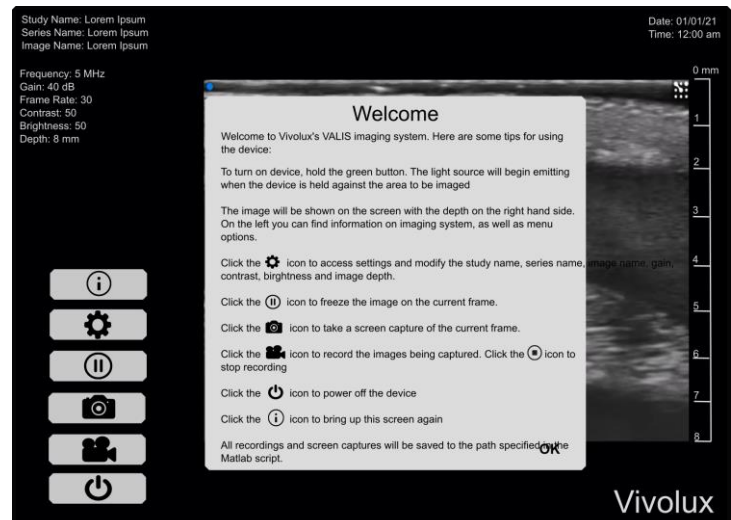 Study Name: Lorem Ipsum
Series Name: Lorem Ipsum
Image Name: Lorem Ipsum
Date: 01/01/21
Time: 12:00 am
Frequency: 5 MHz
Gain: 40 dB
Frame Rate: 30
Contrast: 50
Brightness: 50
Depth: 8 mm
0 mm
1
2
3
4
5
6
7
8
Welcome
Welcome to Vivolux's VALIS imaging system. Here are some tips for using
the device:
To turn on device, hold the green button. The light source will begin emitting
when the device is held against the area to be imaged
The image will be shown on the screen with the depth on the right hand side.
On the left you can find information on imaging system, as well as menu
options.
Click the icon to access settings and modify the study name, series name, image name, gain,
contrast, birghtness and image depth.
Click the icon to freeze the image on the current frame.
Click the icon to take a screen capture of the current frame.
Click the icon to record the images being captured. Click the icon to
stop recording
Click the icon to power off the device
Click the icon to bring up this screen again
All recordings and screen captures will be saved to the path specified in the
Matlab script.
OK
Vivolux